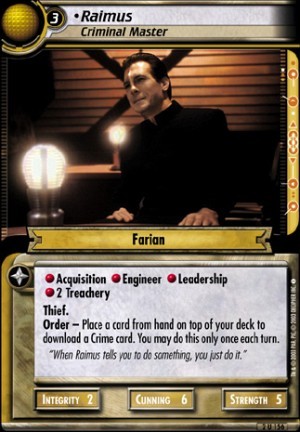 3
•Raimus
Criminal Master
Farian
• Acquisition • Engineer • Leadership
• 2 Treachery
Thief.
Order – Place a card from hand on top of your deck to
download a Crime card. You may do this only once each turn.
"When Raimus tells you to do something, you just do it."
INTEGRITY 2 CUNNING 6 STRENGTH 5